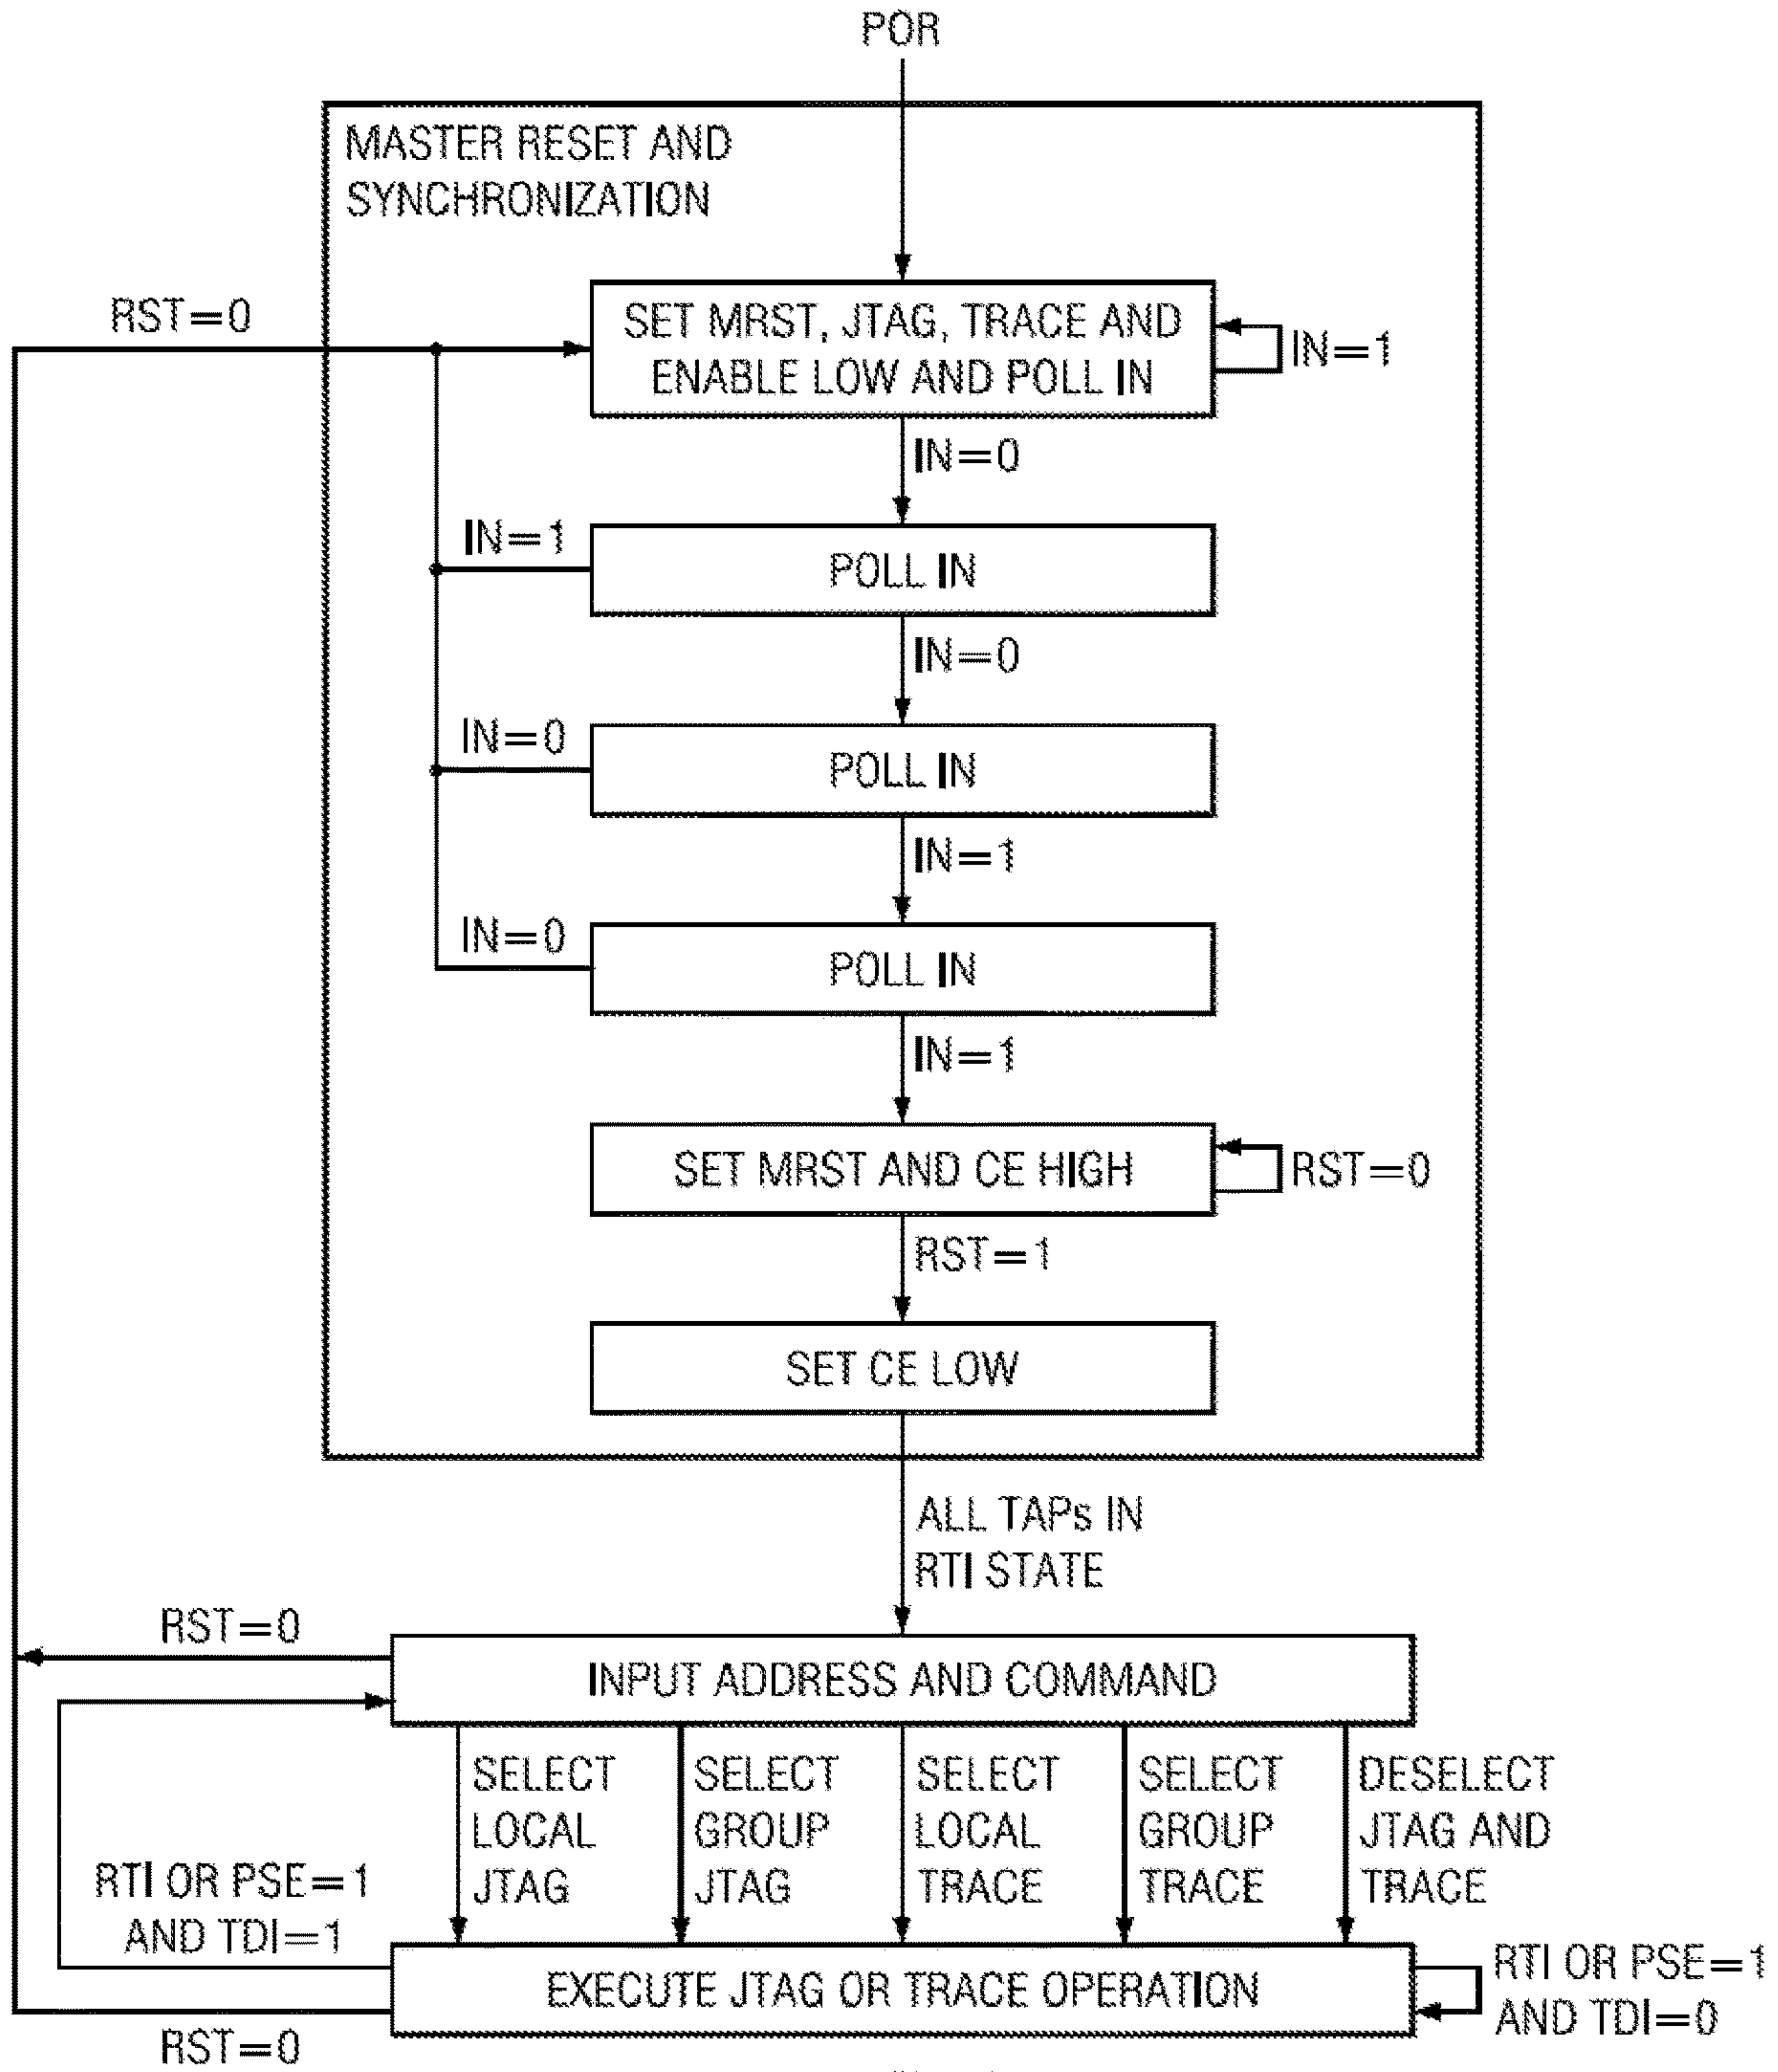 POR
MASTER RESET AND
SYNCHRONIZATION
RST=0
SET MRST, JTAG, TRACE AND
ENABLE LOW AND POLL IN
IN=1
IN=0
IN=1
POLL IN
IN=0
IN=0
POLL IN
IN=1
IN=0
POLL IN
IN=1
SET MRST AND CE HIGH
RST=0
RST=1
SET CE LOW
ALL TAPs IN
RTI STATE
RST=0
INPUT ADDRESS AND COMMAND
SELECT
LOCAL
JTAG
SELECT
GROUP
JTAG
SELECT
LOCAL
TRACE
SELECT
GROUP
TRACE
DESELECT
JTAG AND
TRACE
RTI OR PSE=1
AND TDI=1
EXECUTE JTAG OR TRACE OPERATION
RTI OR PSE=1
AND TDI=0
RST=0